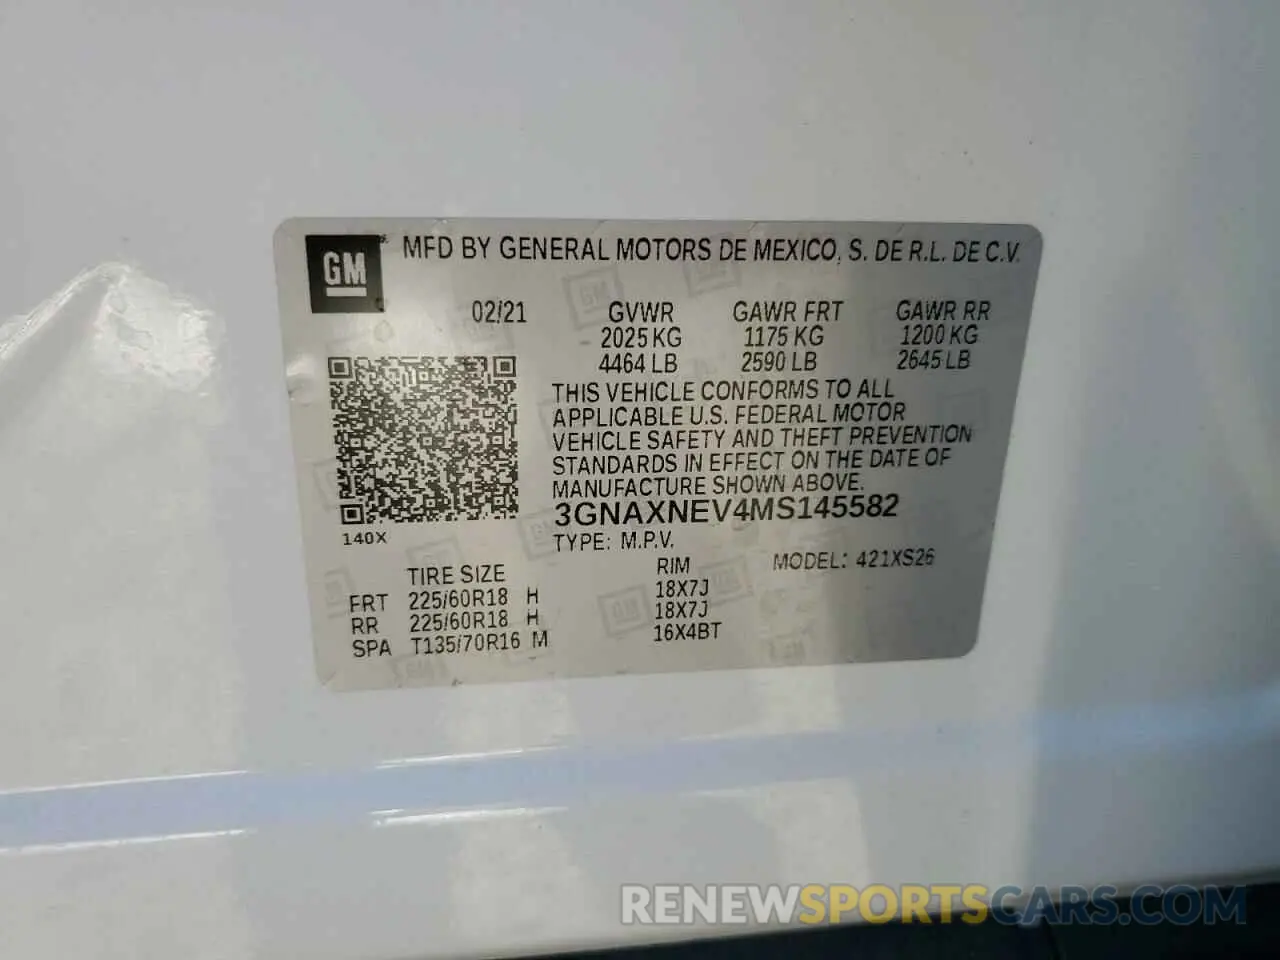 GM
MFD BY GENERAL MOTORS DE MEXICO, S. DE R.L. DE C.V.
02/21 GVWR GAWR FRT GAWR RR
2025 KG 1175 KG 1200 KG
4464 LB 2590 LB 2645 LB
THIS VEHICLE CONFORMS TO ALL
APPLICABLE U.S. FEDERAL MOTOR
VEHICLE SAFETY AND THEFT PREVENTION
STANDARDS IN EFFECT ON THE DATE OF
MANUFACTURE SHOWN ABOVE.
3GNAXNEV4MS145582
140X
TYPE: M.P.V.
MODEL: 421XS26
TIRE SIZE RIM
FRT 225/60R18 H 18X7J
RR 225/60R18 H 18X7J
SPA T135/70R16 M 16X4BT
RENEWSPORTSCARS.COM